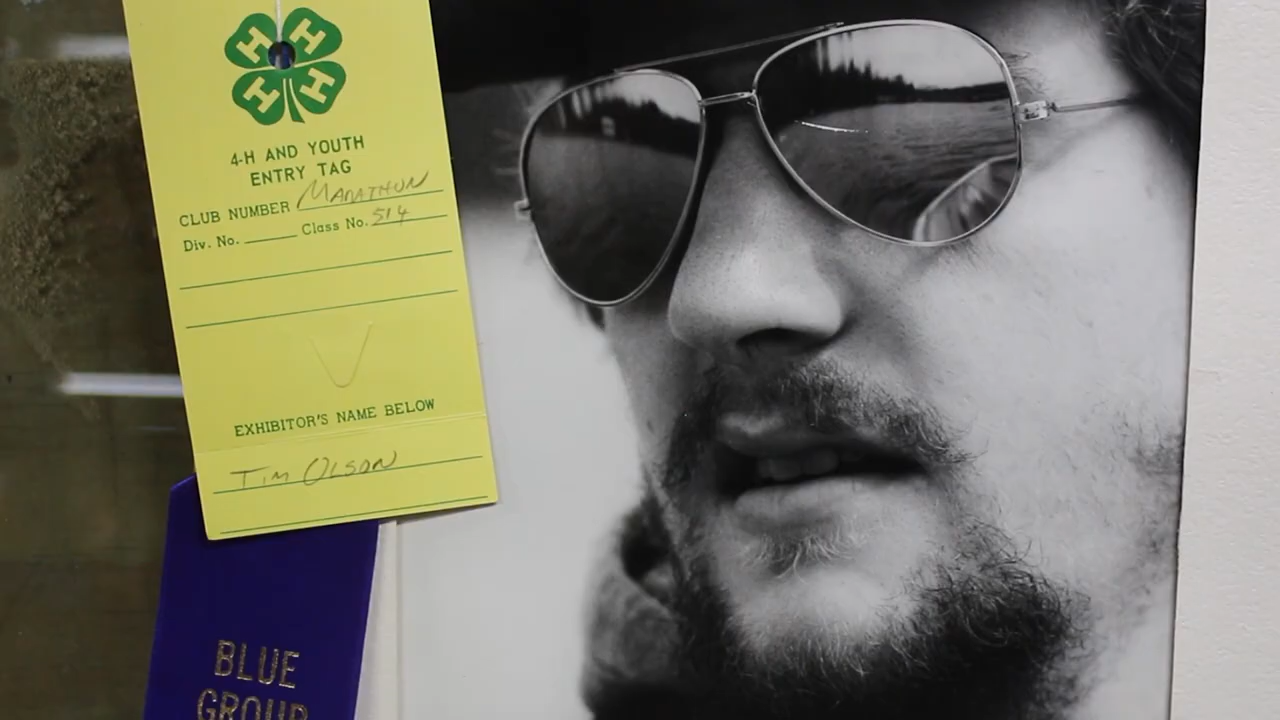 H H
H H
4-H AND YOUTH
ENTRY TAG
CLUB NUMBER MARATHON
Div. No. Class No. 514
EXHIBITOR'S NAME BELOW
TIM OLSON
BLUE
GROUP